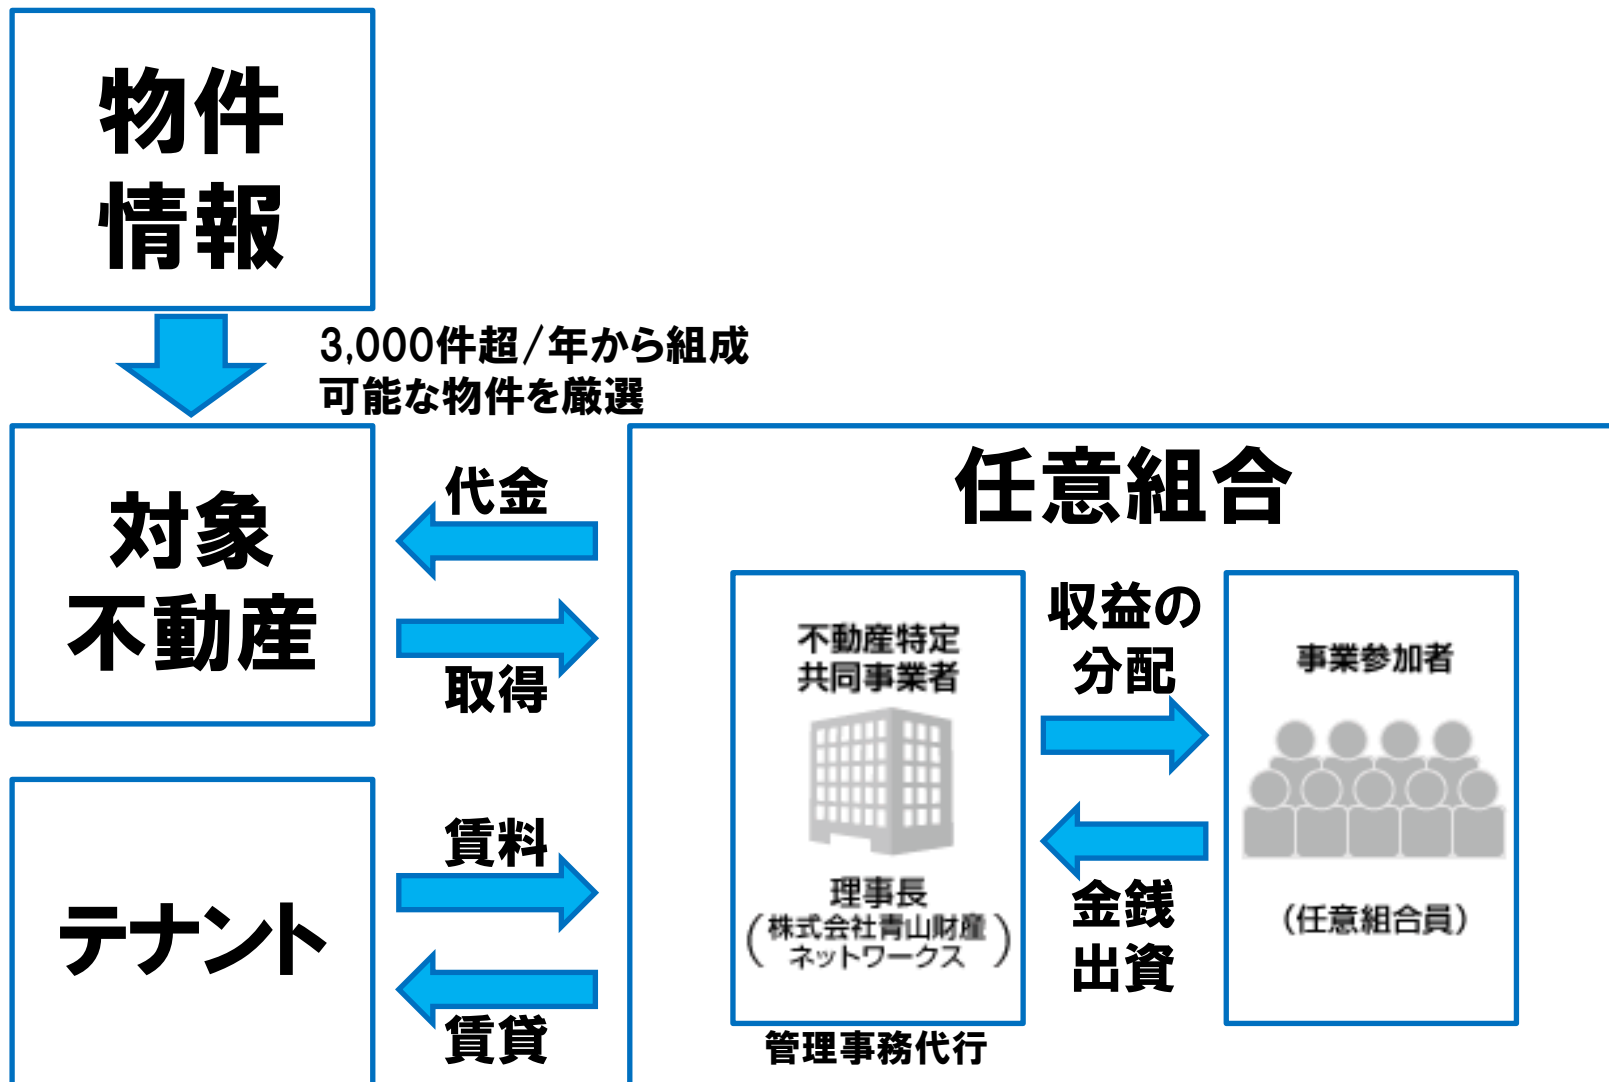 物件
情報
3,000件超/年から組成
可能な物件を厳選
対象
不動産
代金
取得
テナント
賃料
賃貸
任意組合
不動産特定
共同事業者
理事長
(株式会社青山財産
ネットワークス)
管理事務代行
収益の
分配
金銭
出資
事業参加者
(任意組合員)